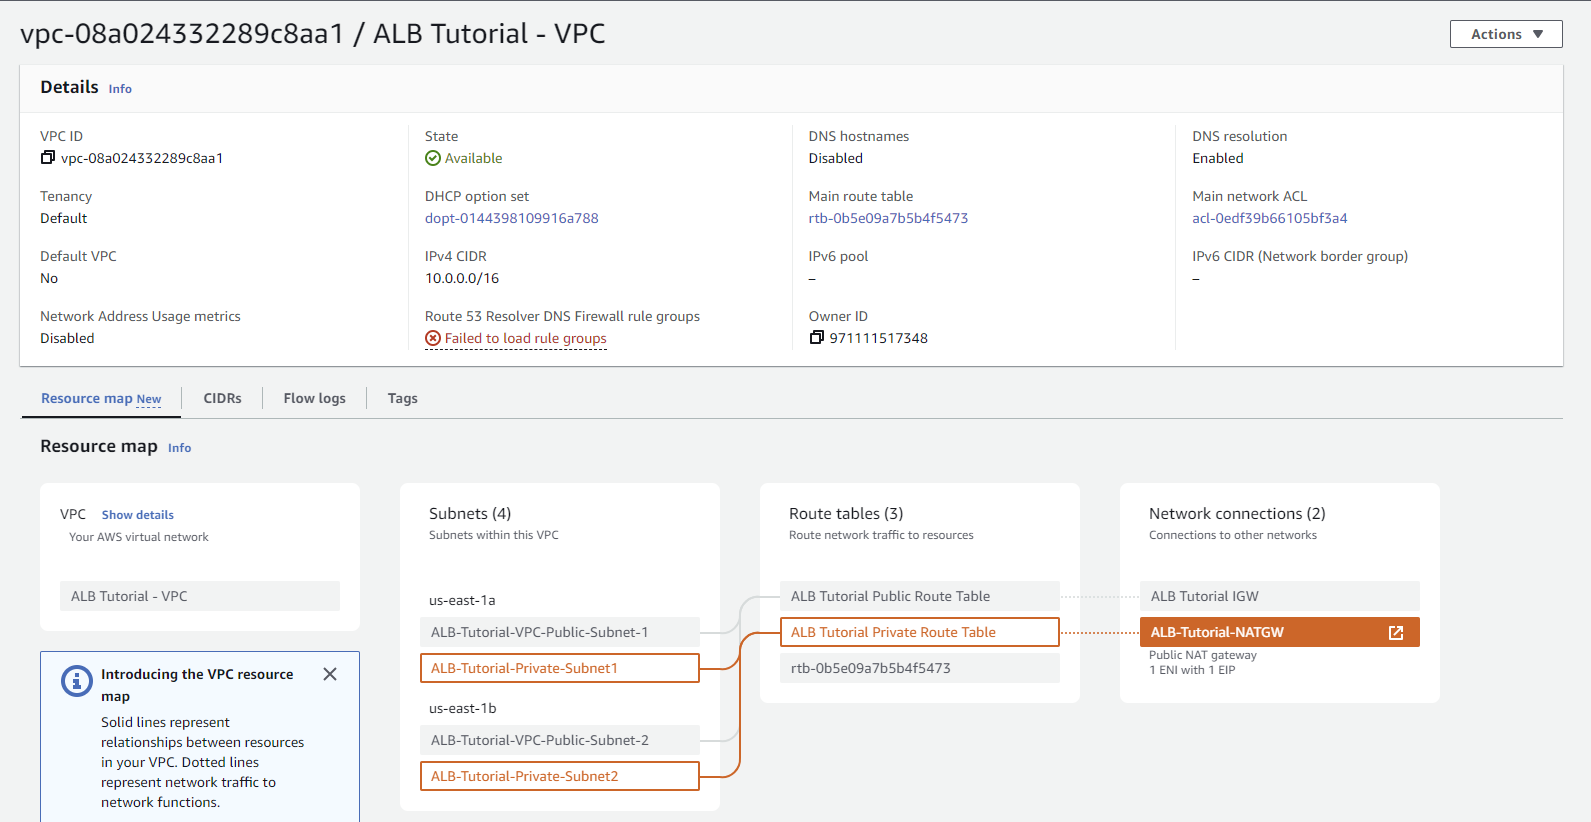 vpc-08a024332289c8aa1 / ALB Tutorial - VPC
Actions
Details Info
VPC ID
vpc-08a024332289c8aa1
State
Available
DNS hostnames
Disabled
DNS resolution
Enabled
Tenancy
Default
DHCP option set
dopt-0144398109916a788
Main route table
rtb-0b5e09a7b5b4f5473
Main network ACL
acl-0edf39b66105bf3a4
Default VPC
No
IPv4 CIDR
10.0.0.0/16
IPv6 pool
–
IPv6 CIDR (Network border group)
–
Network Address Usage metrics
Disabled
Route 53 Resolver DNS Firewall rule groups
Failed to load rule groups
Owner ID
971111517348
Resource map New
CIDRs
Flow logs
Tags
Resource map Info
VPC Show details
Your AWS virtual network
ALB Tutorial - VPC
Introducing the VPC resource
map
Solid lines represent
relationships between resources
in your VPC. Dotted lines
represent network traffic to
network functions.
Subnets (4)
Subnets within this VPC
us-east-1a
ALB-Tutorial-VPC-Public-Subnet-1
ALB-Tutorial-Private-Subnet1
us-east-1b
ALB-Tutorial-VPC-Public-Subnet-2
ALB-Tutorial-Private-Subnet2
Route tables (3)
Route network traffic to resources
ALB Tutorial Public Route Table
ALB Tutorial Private Route Table
rtb-0b5e09a7b5b4f5473
Network connections (2)
Connections to other networks
ALB Tutorial IGW
ALB-Tutorial-NATGW
Public NAT gateway
1 ENI with 1 EIP